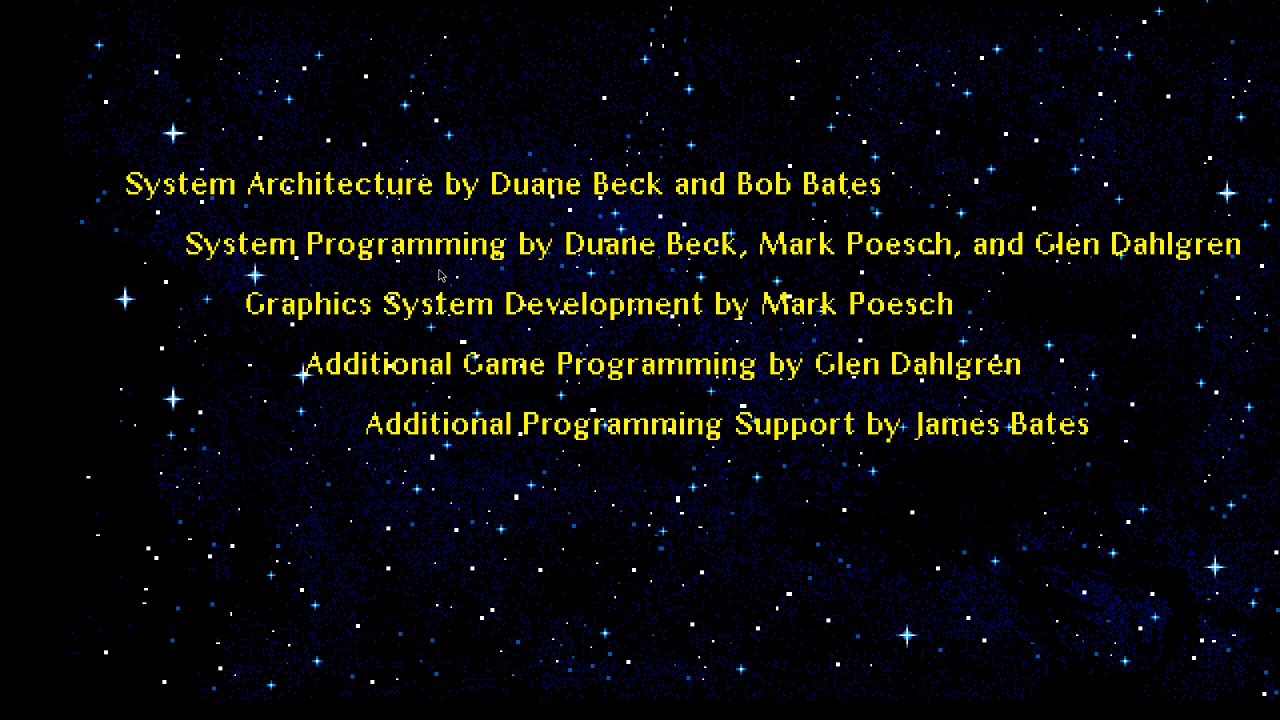 System Architecture by Duane Beck and Bob Bates
System Programming by Duane Beck, Mark Poesch, and Glen Dahlgren
Graphics System Development by Mark Poesch
Additional Game Programming by Glen Dahlgren
Additional Programming Support by James Bates